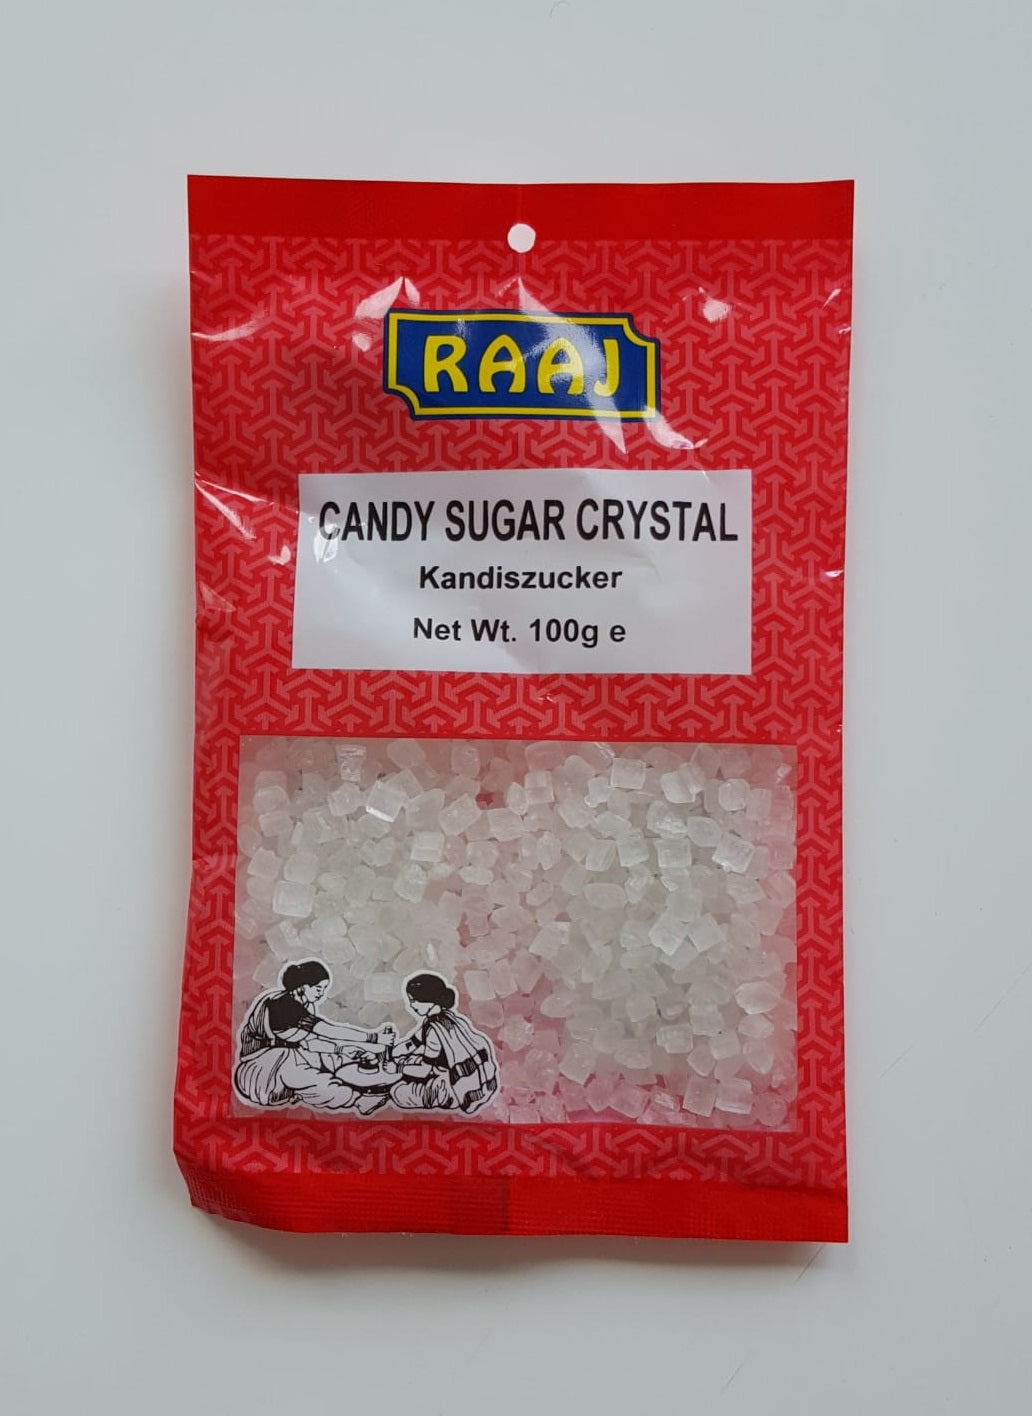 RAAJ
CANDY SUGAR CRYSTAL
Kandiszucker
Net Wt. 100g e